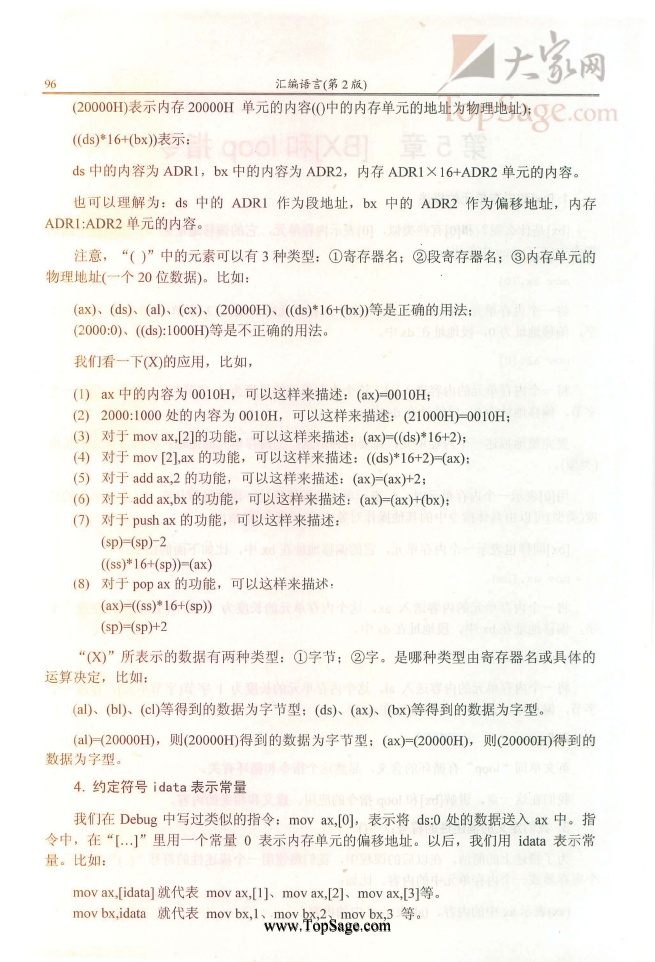 大家网
TopSage.com
96
汇编语言(第2版)
(20000H)表示内存 20000H 单元的内容(()中的内存单元的地址为物理地址);
((ds)*16+(bx))表示:
ds 中的内容为 ADR1，bx 中的内容为 ADR2，内存 ADR1×16+ADR2 单元的内容。
也可以理解为：ds 中的 ADR1 作为段地址，bx 中的 ADR2 作为偏移地址，内存
ADR1:ADR2 单元的内容。
注意，“( )”中的元素可以有 3 种类型：①寄存器名；②段寄存器名；③内存单元的
物理地址(一个 20 位数据)。比如：
(ax)、(ds)、(al)、(cx)、(20000H)、((ds)*16+(bx))等是正确的用法；
(2000:0)、((ds):1000H)等是不正确的用法。
我们看一下(X)的应用，比如，
(1) ax 中的内容为 0010H，可以这样来描述：(ax)=0010H；
(2) 2000:1000 处的内容为 0010H，可以这样来描述：(21000H)=0010H；
(3) 对于 mov ax,[2]的功能，可以这样来描述：(ax)=((ds)*16+2)；
(4) 对于 mov [2],ax 的功能，可以这样来描述：((ds)*16+2)=(ax)；
(5) 对于 add ax,2 的功能，可以这样来描述：(ax)=(ax)+2；
(6) 对于 add ax,bx 的功能，可以这样来描述：(ax)=(ax)+(bx)；
(7) 对于 push ax 的功能，可以这样来描述：
(sp)=(sp)-2
((ss)*16+(sp))=(ax)
(8) 对于 pop ax 的功能，可以这样来描述：
(ax)=((ss)*16+(sp))
(sp)=(sp)+2
“(X)”所表示的数据有两种类型：①字节；②字。是哪种类型由寄存器名或具体的
运算决定，比如：
(al)、(bl)、(cl)等得到的数据为字节型；(ds)、(ax)、(bx)等得到的数据为字型。
(al)=(20000H)，则(20000H)得到的数据为字节型；(ax)=(20000H)，则(20000H)得到的
数据为字型。
4. 约定符号 idata 表示常量
我们在 Debug 中写过类似的指令：mov ax,[0]，表示将 ds:0 处的数据送入 ax 中。指
令中，在“[…]”里用一个常量 0 表示内存单元的偏移地址。以后，我们用 idata 表示常
量。比如：
mov ax,[idata] 就代表 mov ax,[1]、mov ax,[2]、mov ax,[3]等。
mov bx,idata 就代表 mov bx,1、mov bx,2、mov bx,3 等。
www.TopSage.com